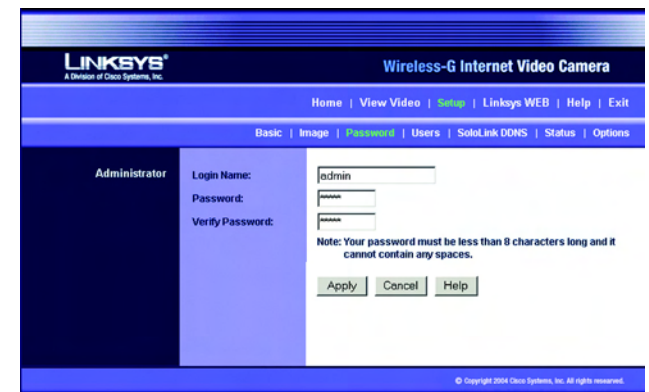 LINKSYS®
A Division of Cisco Systems, Inc.
Wireless-G Internet Video Camera
Home | View Video | Setup | Linksys WEB | Help | Exit
Basic | Image | Password | Users | SoloLink DDNS | Status | Options
Administrator
Login Name: admin
Password: *****
Verify Password: *****
Note: Your password must be less than 8 characters long and it
cannot contain any spaces.
Apply Cancel Help
© Copyright 2004 Cisco Systems, Inc. All rights reserved.